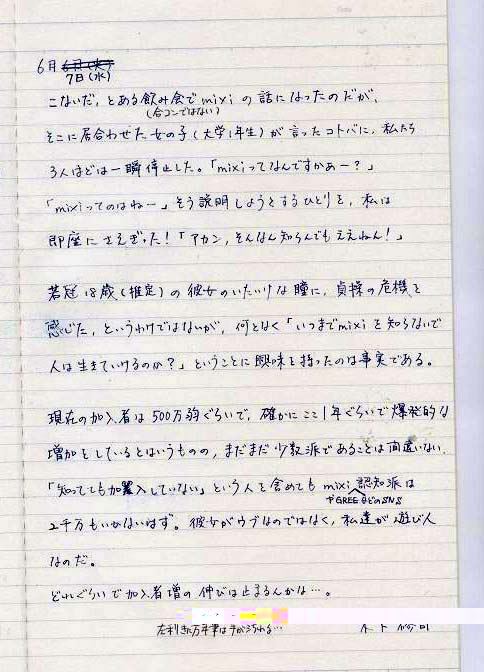 6月 6日(火)
7日(水)
こないだ、とある飲み会でmixiの話になったのだが、
(合コンではない)
そこに居合わせた女の子(大学1年生)が言ったコトバに、私たち
3人ほどは一瞬停止した。「mixiってなんですかぁー?」
「mixiってのはねー」そう説明しようとするひとりを、私は
即座にさえぎった!「アカン、そんなん知らんでもええねん!」
若冠18歳(推定)の彼女のいたいけな瞳に、貞操の危機を
感じた、というわけではないが、何となく「いつまでmixiを知らないで
人は生きていけるのか?」ということに興味を持ったのは事実である。
現在の加入者は500万弱ぐらいで、確かにここ1年ぐらいで爆発的な
増加をしているとはいうものの、まだまだ少数派であることは間違いない。
「知ってても加入していない」という人を含めてもmixi認知派は
やGREEなどのSNS
2千万もいかないはず。彼女がウブなのではなく、私達が遊び人
なのだ。
どれぐらいで加入者増の伸びは止まるんかな…。
左利きに万年筆は手が汚れる…
木下